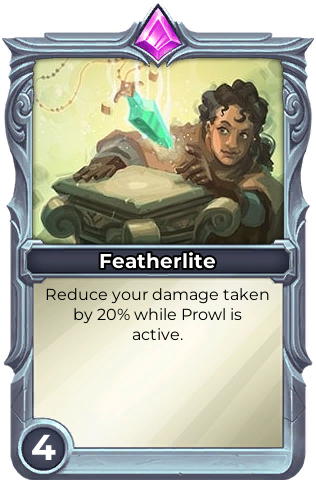 Featherlite
Reduce your damage taken
by 20% while Prowl is
active.
4